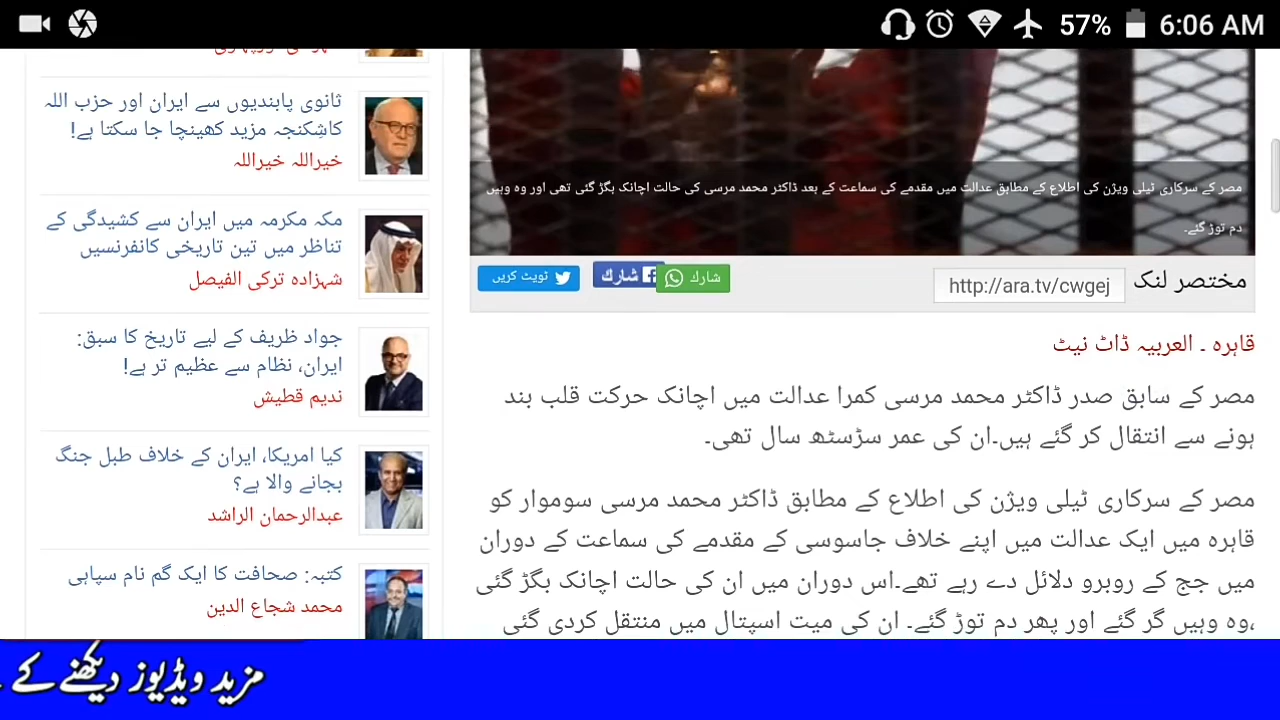 57% 6:06 AM
ثانوی پابندیوں سے ایران اور حزب اللہ
کاشِکنجہ مزید کھینچا جا سکتا ہے!
خیراللہ خیراللہ
مکہ مکرمہ میں ایران سے کشیدگی کے
تناظر میں تین تاریخی کانفرنسیں
شہزادہ ترکی الفیصل
جواد ظریف کے لیے تاریخ کا سبق:
ایران، نظام سے عظیم تر ہے!
ندیم قطیش
کیا امریکا، ایران کے خلاف طبل جنگ
بجانے والا ہے؟
عبدالرحمان الراشد
کتبہ: صحافت کا ایک گم نام سپاہی
محمد شجاع الدین
مصر کے سرکاری ٹیلی ویژن کی اطلاع کے مطابق عدالت میں مقدمے کی سماعت کے بعد ڈاکٹر محمد مرسی کی حالت اچانک بگڑ گئی تھی اور وہ وہیں
دم توڑ گئے۔
مختصر لنک http://ara.tv/cwgej شارك شارك ٹویٹ کریں
قاہرہ ۔ العربیہ ڈاٹ نیٹ
مصر کے سابق صدر ڈاکٹر محمد مرسی کمرا عدالت میں اچانک حرکت قلب بند
ہونے سے انتقال کر گئے ہیں۔ان کی عمر سڑسٹھ سال تھی۔
مصر کے سرکاری ٹیلی ویژن کی اطلاع کے مطابق ڈاکٹر محمد مرسی سوموار کو
قاہرہ میں ایک عدالت میں اپنے خلاف جاسوسی کے مقدمے کی سماعت کے دوران
میں جج کے روبرو دلائل دے رہے تھے۔اس دوران میں ان کی حالت اچانک بگڑ گئی
،وہ وہیں گر گئے اور پھر دم توڑ گئے۔ ان کی میت اسپتال میں منتقل کردی گئی
مزید ویڈیوز دیکھنے کے